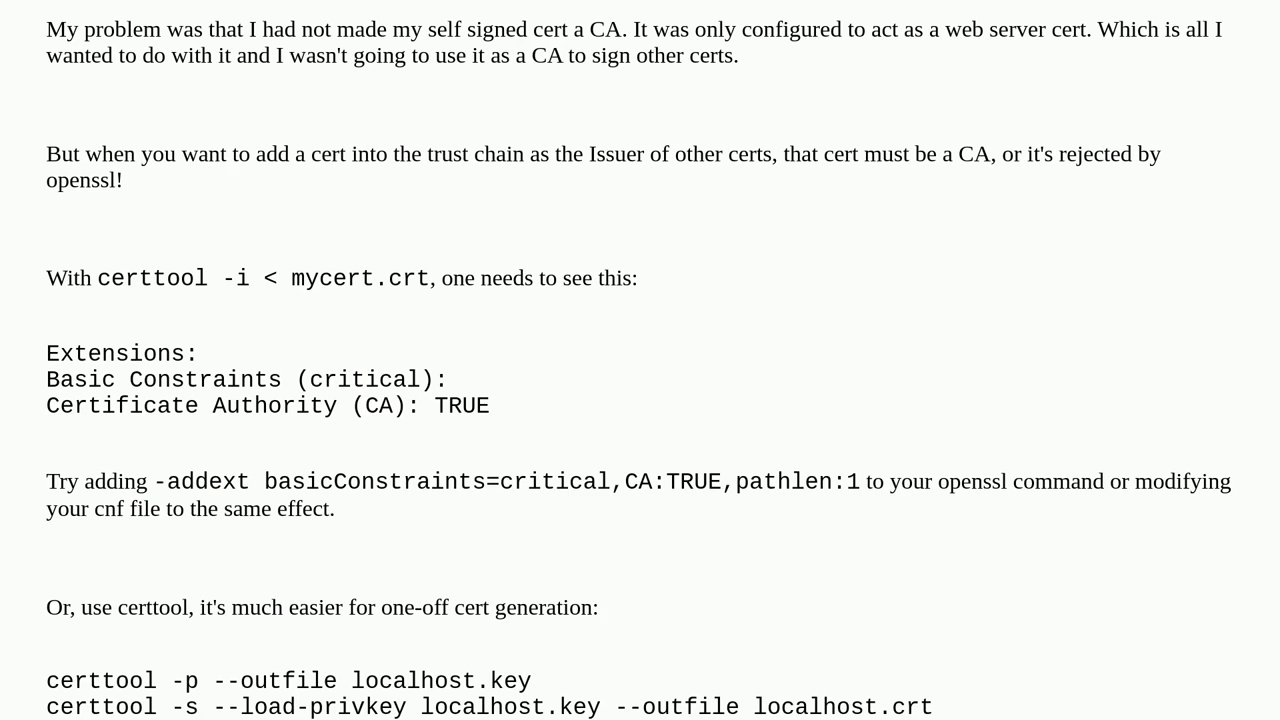 My problem was that I had not made my self signed cert a CA. It was only configured to act as a web server cert. Which is all I
wanted to do with it and I wasn't going to use it as a CA to sign other certs.
But when you want to add a cert into the trust chain as the Issuer of other certs, that cert must be a CA, or it's rejected by
openssl!
With certtool -i < mycert.crt, one needs to see this:
Extensions:
Basic Constraints (critical):
Certificate Authority (CA): TRUE
Try adding -addext basicConstraints=critical,CA:TRUE,pathlen:1 to your openssl command or modifying
your cnf file to the same effect.
Or, use certtool, it's much easier for one-off cert generation:
certtool -p --outfile localhost.key
certtool -s --load-privkey localhost.key --outfile localhost.crt